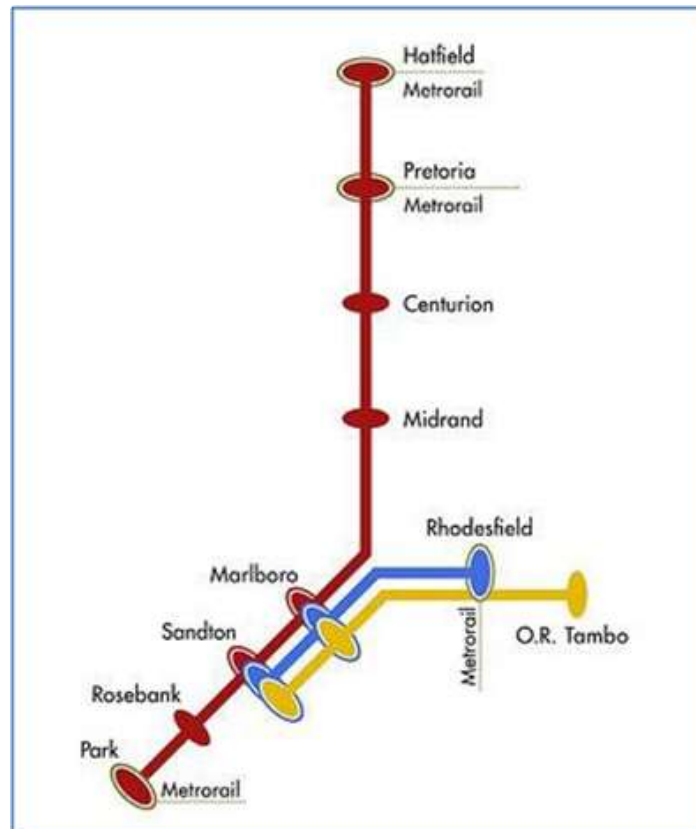 Hatfield
Metrorail
Pretoria
Metrorail
Centurion
Midrand
Rhodesfield
Marlboro
O.R. Tambo
Metrorail
Sandton
Rosebank
Park
Metrorail